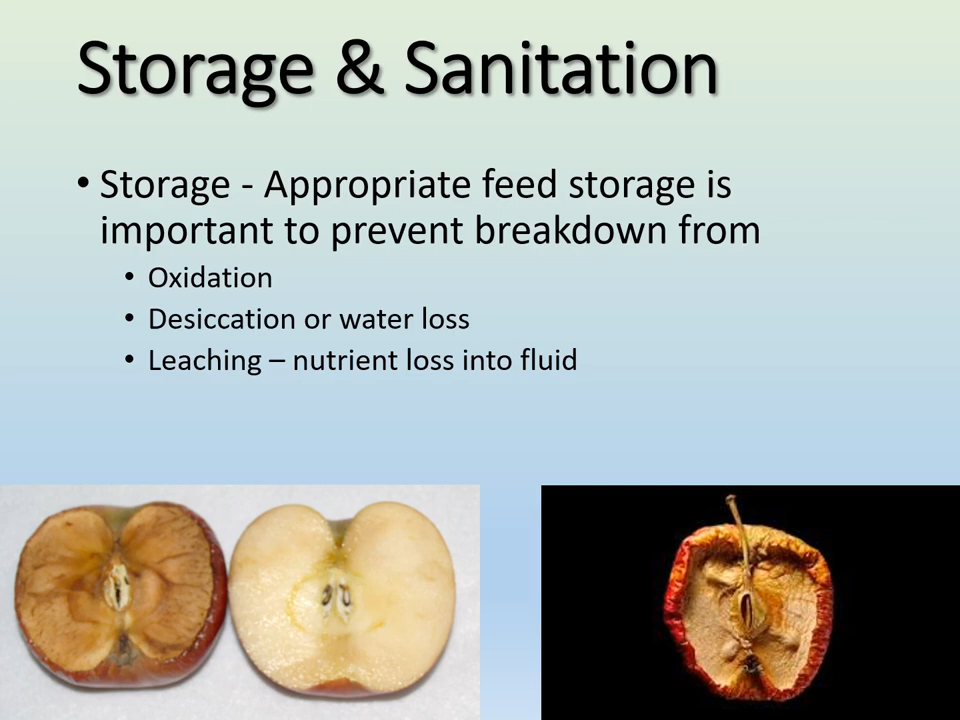 Storage & Sanitation
• Storage - Appropriate feed storage is
important to prevent breakdown from
• Oxidation
• Desiccation or water loss
• Leaching – nutrient loss into fluid